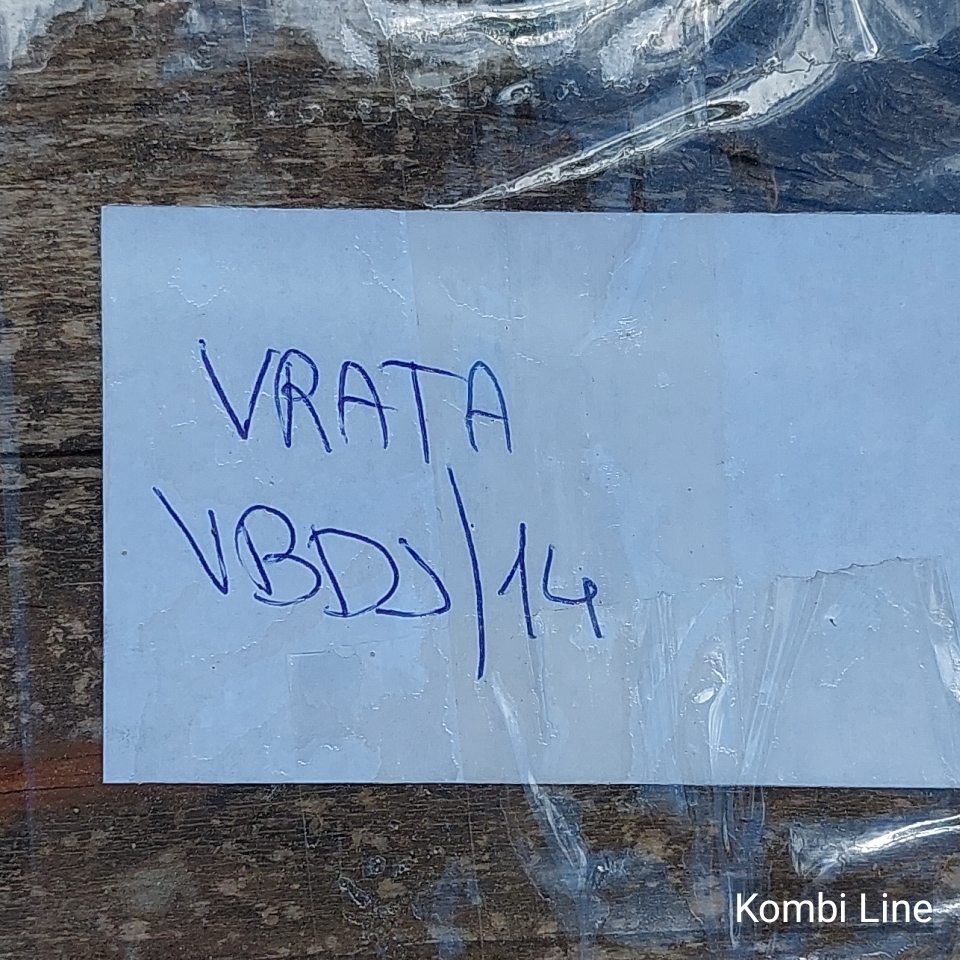 VRATA
VBDJ/14
Kombi Line